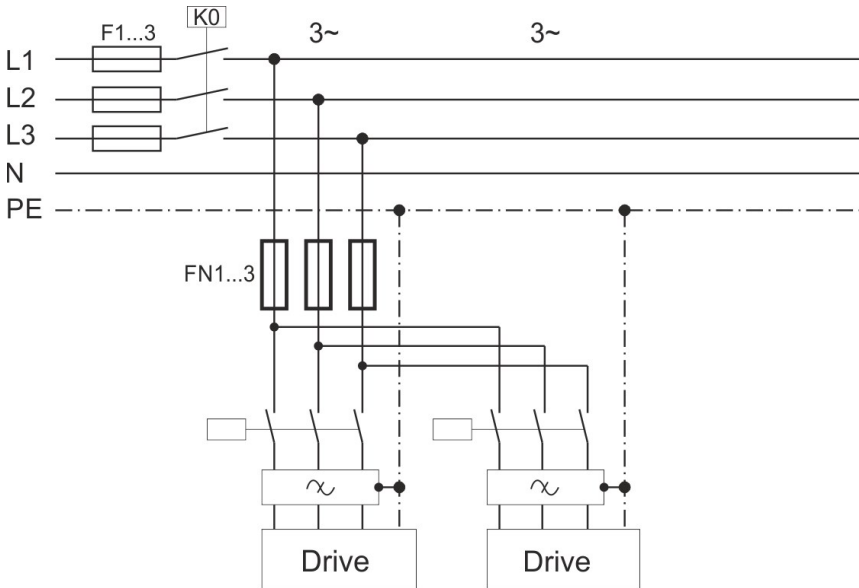 K0
F1...3
3~
3~
L1
L2
L3
N
PE
FN1...3
Drive
Drive